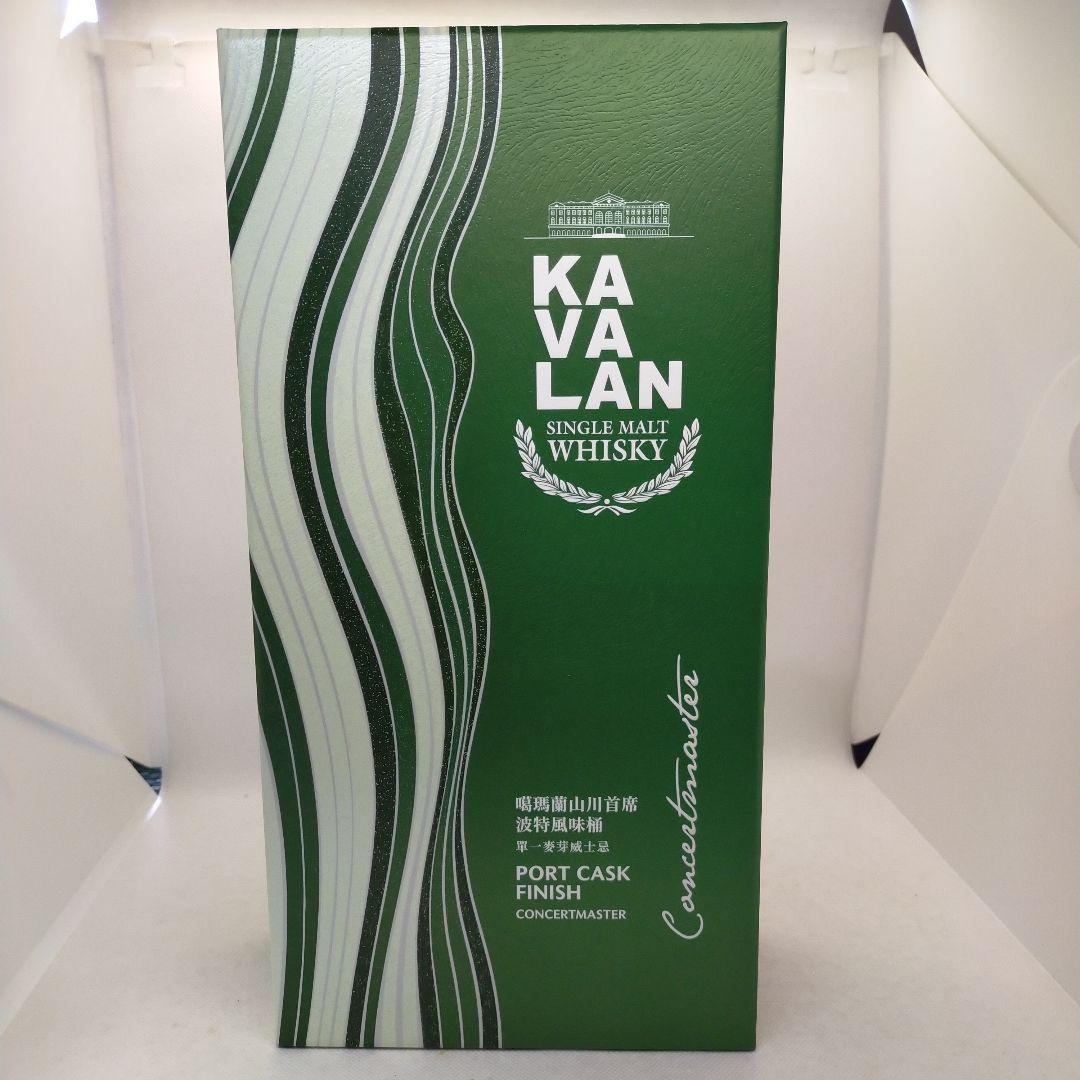 KA
VA
LAN
SINGLE MALT
WHISKY
Concertmaster
噶瑪蘭山川首席
波特風味桶
單一麥芽威士忌
PORT CASK
FINISH
CONCERTMASTER